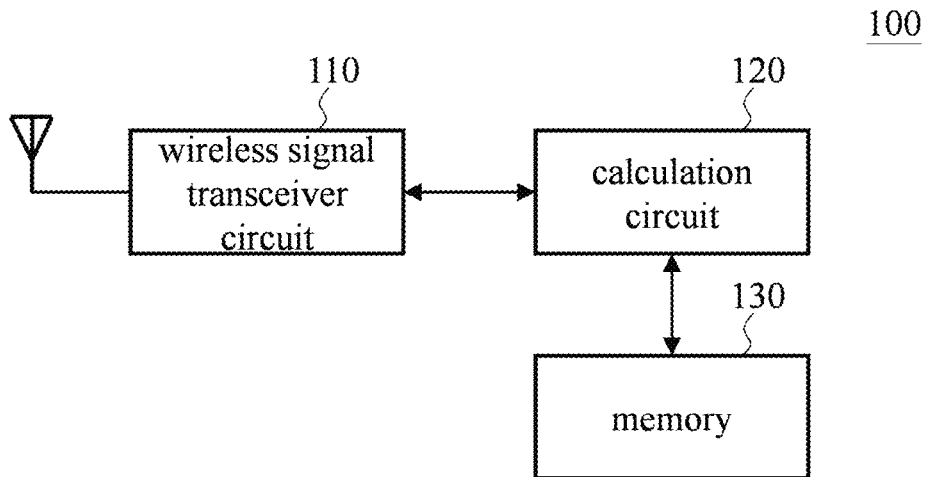 100
110
120
wireless signal
transceiver
circuit
calculation
circuit
130
memory